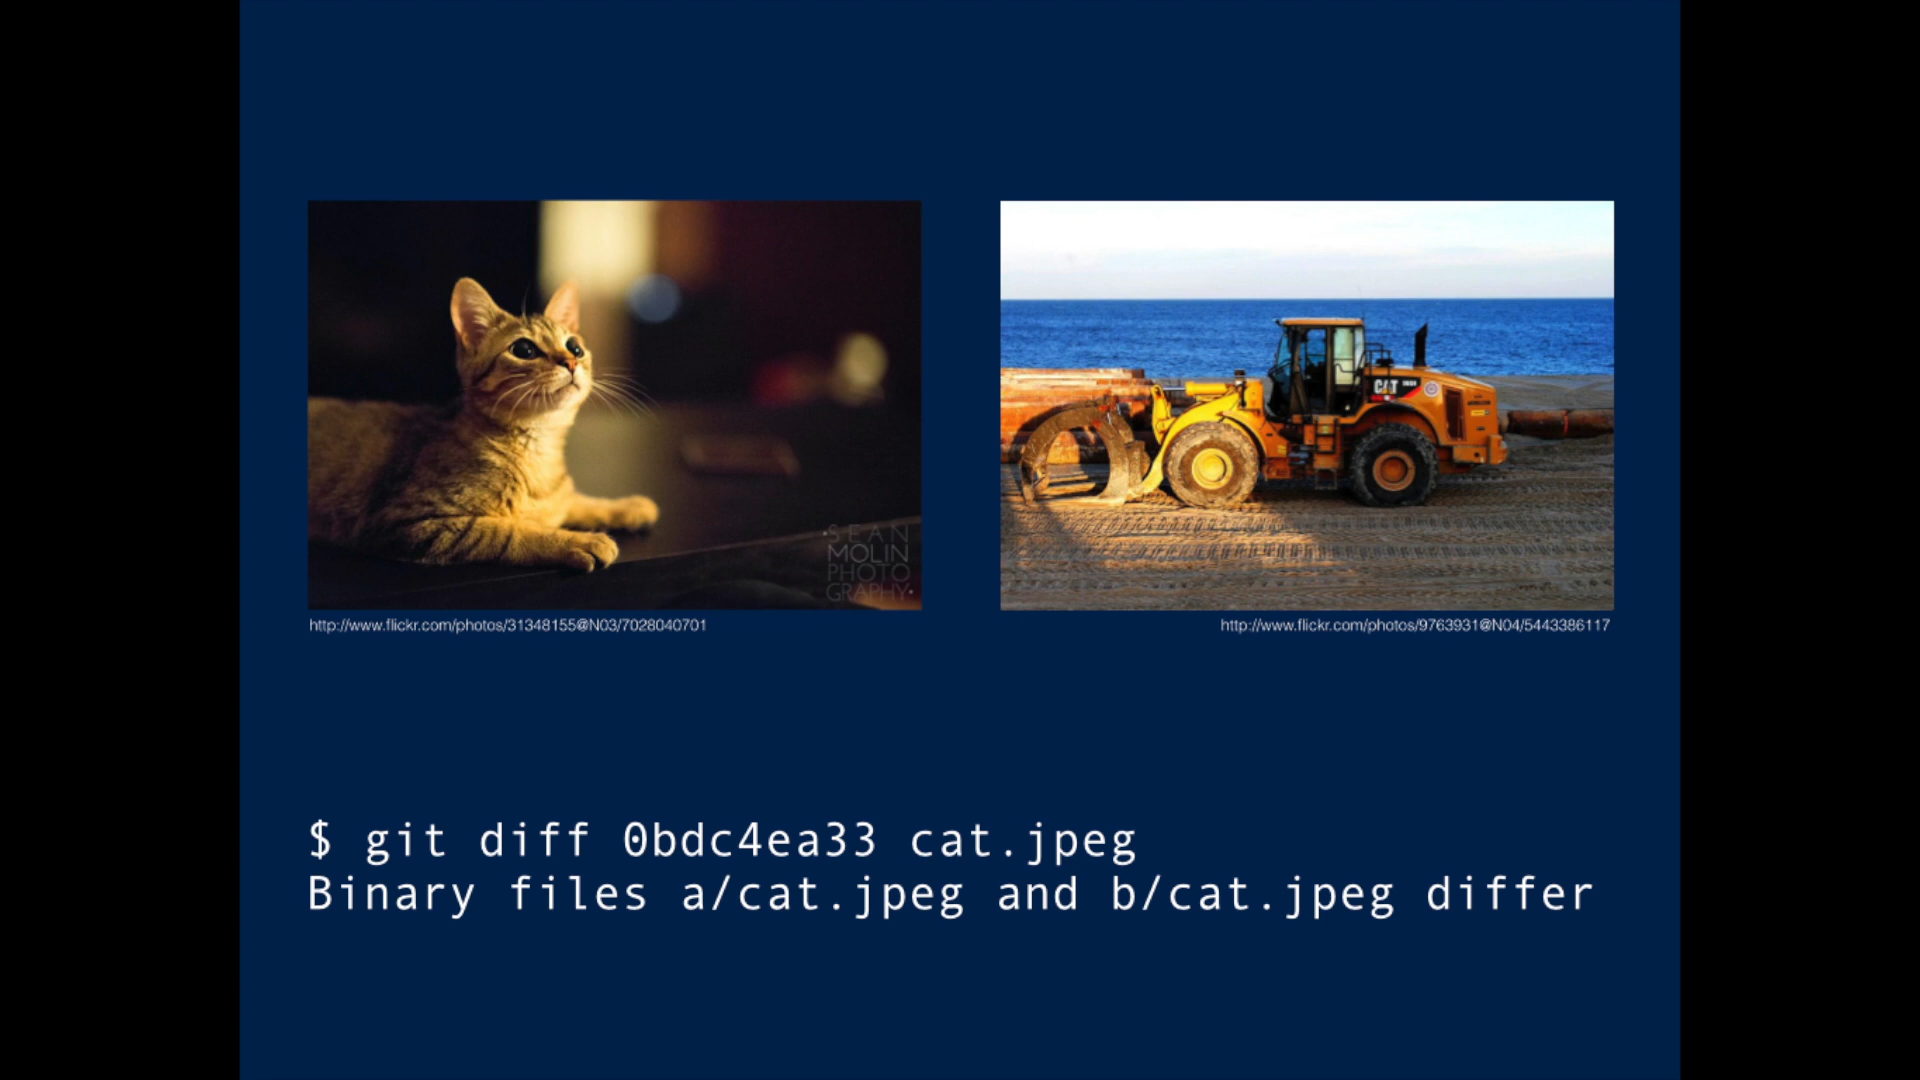 SEAN
MOLIN
PHOTO
GRAPHY
CAT
http://www.flickr.com/photos/31348155@N03/7028040701
http://www.flickr.com/photos/9763931@N04/5443386117
$ git diff 0bdc4ea33 cat.jpeg
Binary files a/cat.jpeg and b/cat.jpeg differ